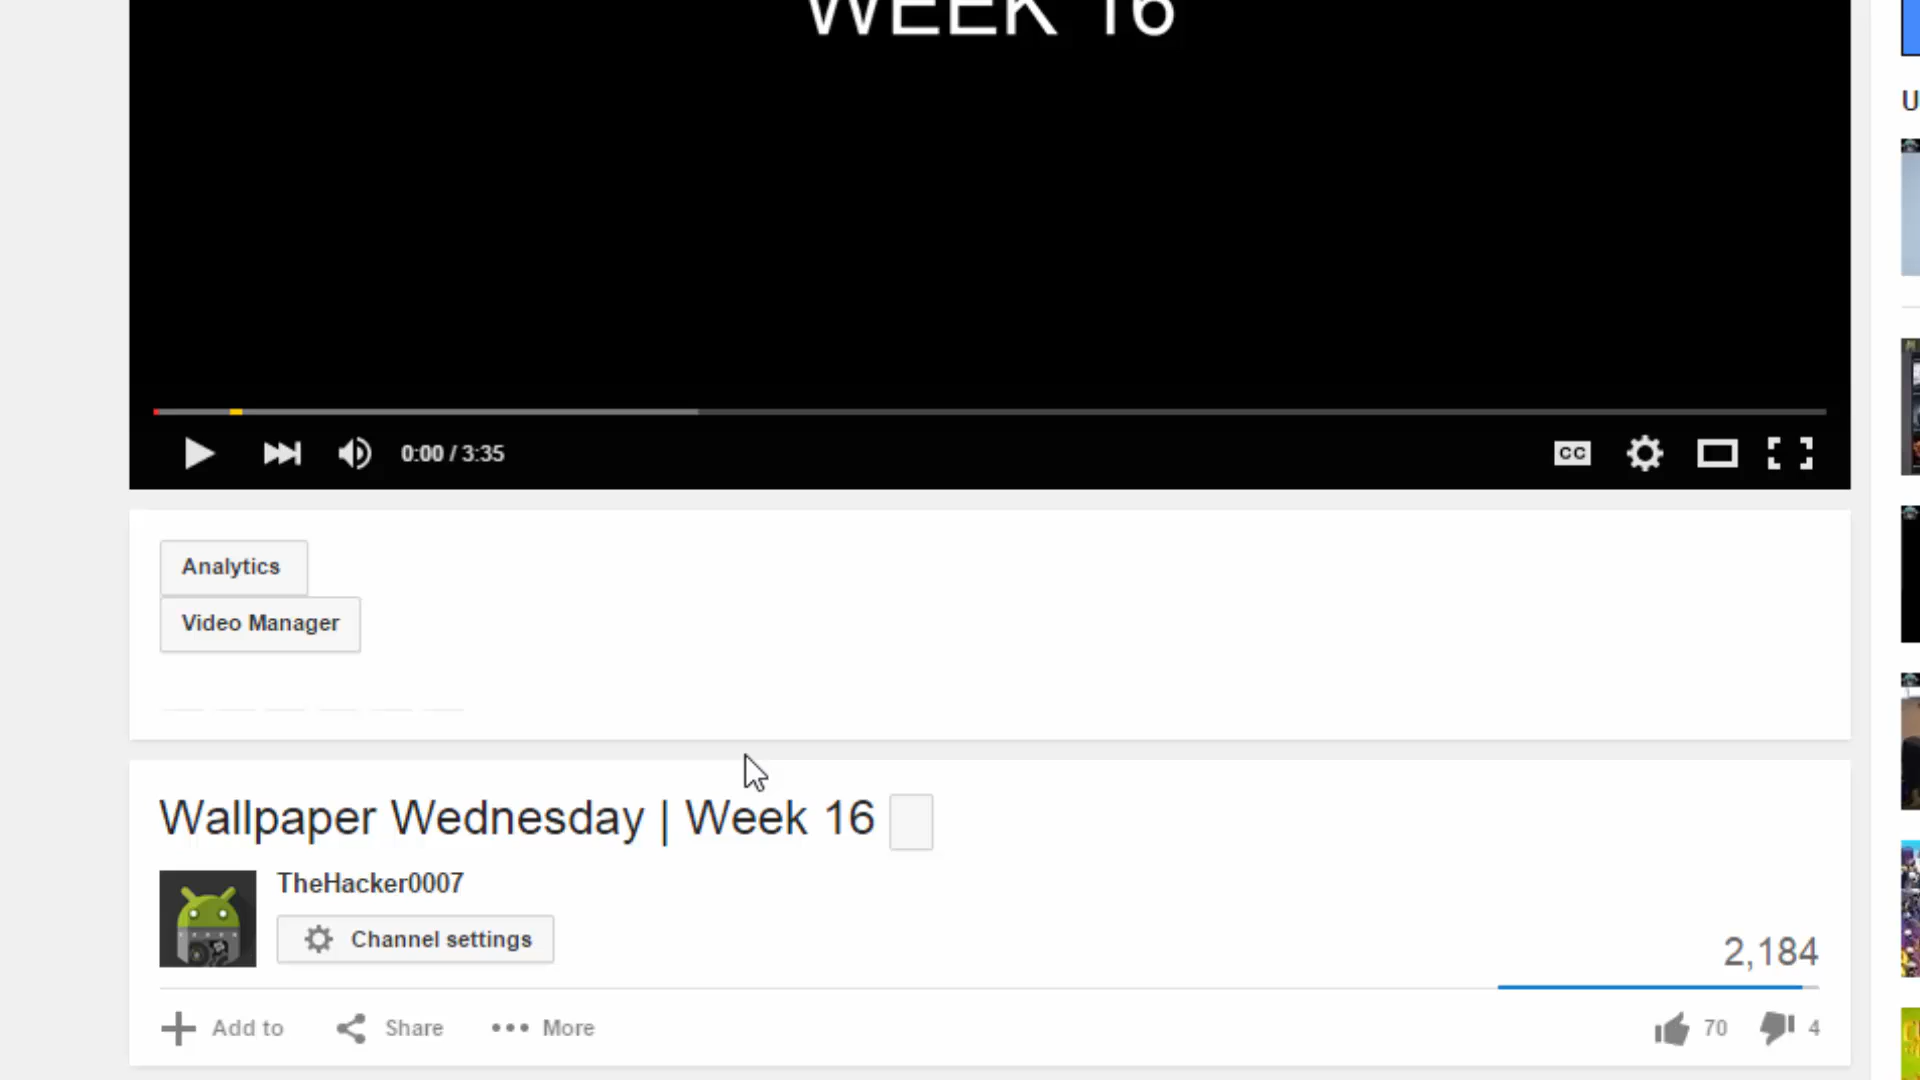 WEEK 16
U
0:00 / 3:35
CC
Analytics
Video Manager
Wallpaper Wednesday | Week 16
TheHacker0007
Channel settings
2,184
Add to
Share
More
70
4